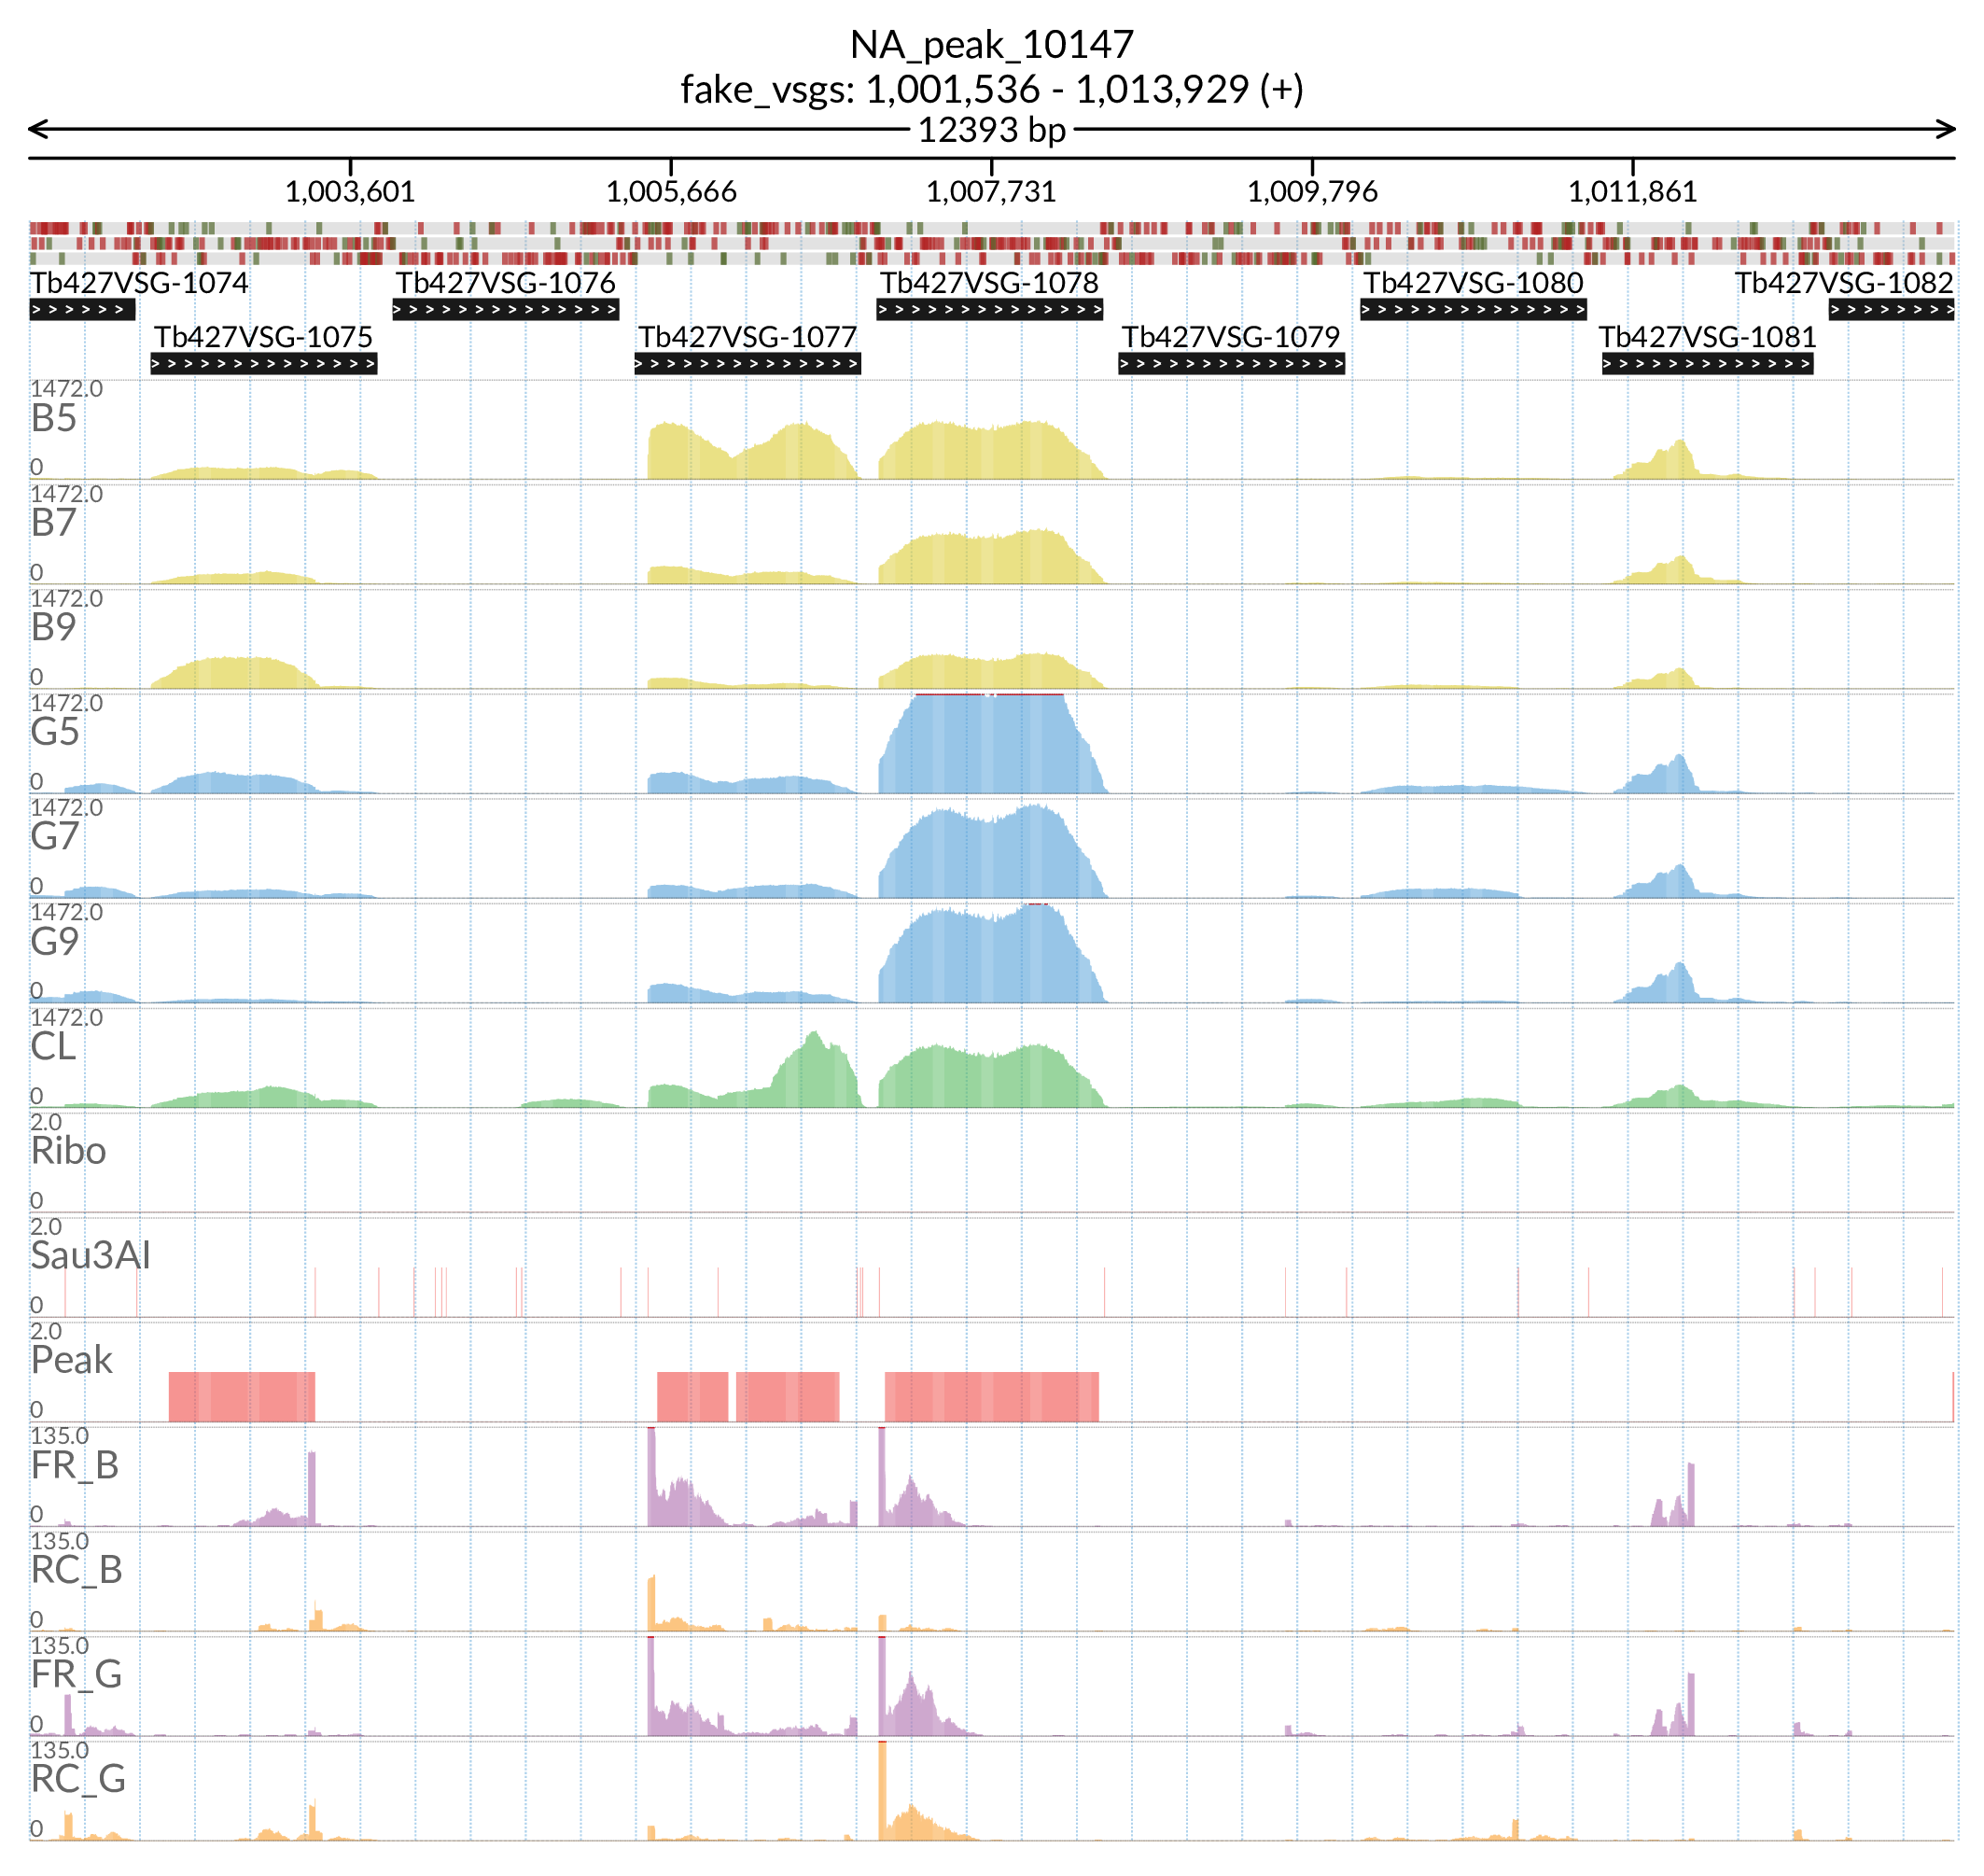 NA_peak_10147
fake_vsgs: 1,001,536 - 1,013,929 (+)
12393 bp
1,003,601 1,005,666 1,007,731 1,009,796 1,011,861
Tb427VSG-1074 Tb427VSG-1076 Tb427VSG-1078 Tb427VSG-1080 Tb427VSG-1082
Tb427VSG-1075 Tb427VSG-1077 Tb427VSG-1079 Tb427VSG-1081
1472.0
B5
0
1472.0
B7
0
1472.0
B9
0
1472.0
G5
0
1472.0
G7
0
1472.0
G9
0
1472.0
CL
0
2.0
Ribo
0
2.0
Sau3AI
0
2.0
Peak
0
135.0
FR_B
0
135.0
RC_B
0
135.0
FR_G
0
135.0
RC_G
0